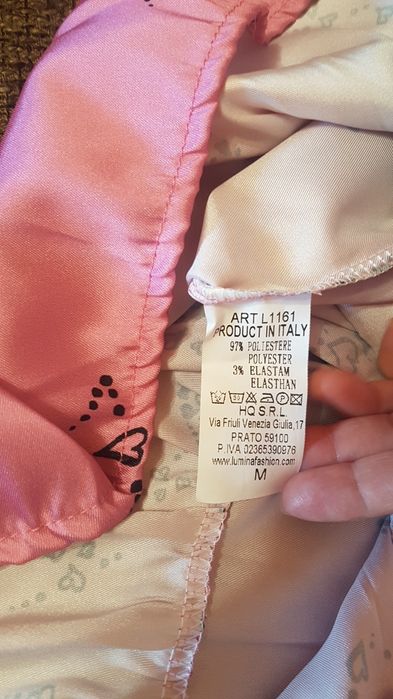 ART L1161
PRODUCT IN ITALY
97% POLIESTERE
POLYESTER
3% ELASTAM
ELASTHAN
HQ S.R.L.
Via Friuli Venezia Giulia,17
PRATO 59100
P.IVA 02365390976
www.luminafashion.com
M